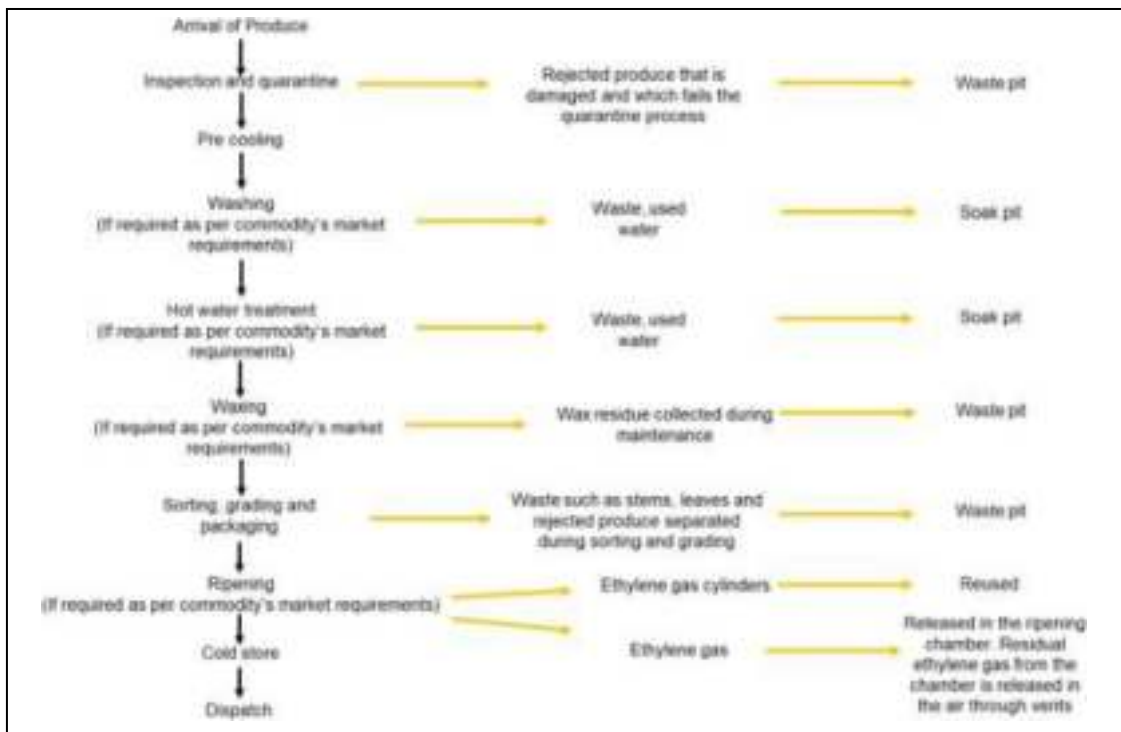 Arrival of Produce
Inspection and quarantine
Rejected produce that is
damaged and which fails the
quarantine process
Waste pit
Pre cooling
Washing
(If required as per commodity's market
requirements)
Waste, used
water
Soak pit
Hot water treatment
(If required as per commodity's market
requirements)
Waste, used
water
Soak pit
Waxing
(If required as per commodity's market
requirements)
Wax residue collected during
maintenance
Waste pit
Sorting, grading and
packaging
Waste such as stems, leaves and
rejected produce separated
during sorting and grading
Waste pit
Ripening
(If required as per commodity's market requirements)
Ethylene gas cylinders
Reused
Ethylene gas
Released in the ripening
chamber. Residual
ethylene gas from the
chamber is released in
the air through vents
Cold store
Dispatch